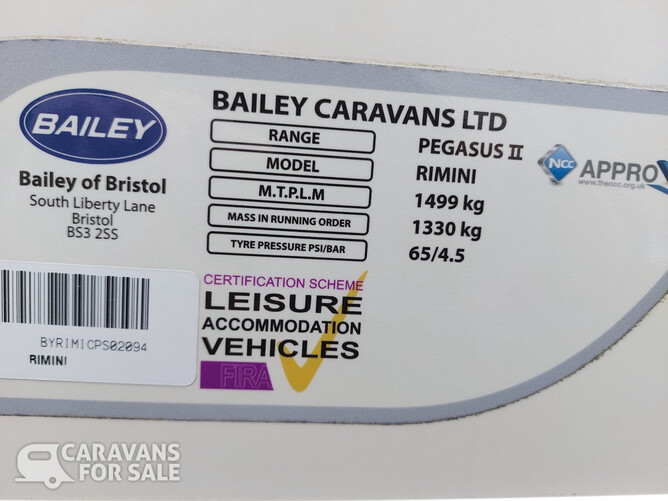 BAILEY
Bailey of Bristol
South Liberty Lane
Bristol
BS3 2SS
BAILEY CARAVANS LTD
RANGE PEGASUS II
MODEL RIMINI
M.T.P.L.M 1499 kg
MASS IN RUNNING ORDER 1330 kg
TYRE PRESSURE PSI/BAR 65/4.5
NCC APPRO
www.thencc.org.uk
CERTIFICATION SCHEME
LEISURE
ACCOMMODATION
VEHICLES
FIRA
BYRIMICPS02094
RIMINI
CARAVANS
FOR SALE